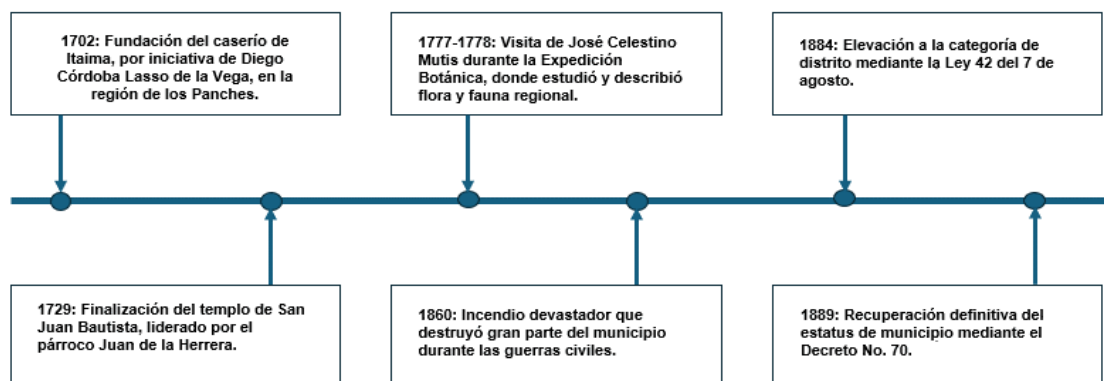 1702: Fundación del caserío de
Itaima, por iniciativa de Diego
Córdoba Lasso de la Vega, en la
región de los Panches.
1729: Finalización del templo de San
Juan Bautista, liderado por el
párroco Juan de la Herrera.
1777-1778: Visita de José Celestino
Mutis durante la Expedición
Botánica, donde estudió y describió
flora y fauna regional.
1860: Incendio devastador que
destruyó gran parte del municipio
durante las guerras civiles.
1884: Elevación a la categoría de
distrito mediante la Ley 42 del 7 de
agosto.
1889: Recuperación definitiva del
estatus de municipio mediante el
Decreto No. 70.